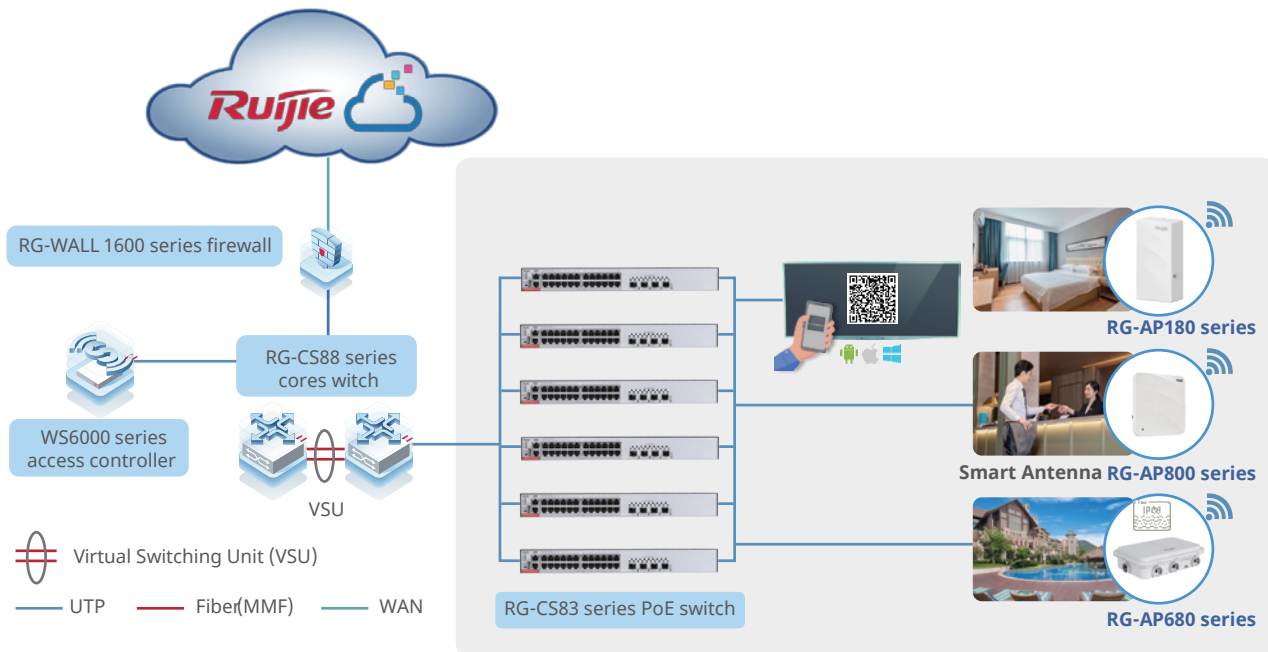 Ruijie
RG-WALL 1600 series firewall
RG-CS88 series
cores witch
WS6000 series
access controller
VSU
Virtual Switching Unit (VSU)
UTP
Fiber(MMF)
WAN
RG-CS83 series PoE switch
RG-AP180 series
Smart Antenna RG-AP800 series
IP68
RG-AP680 series